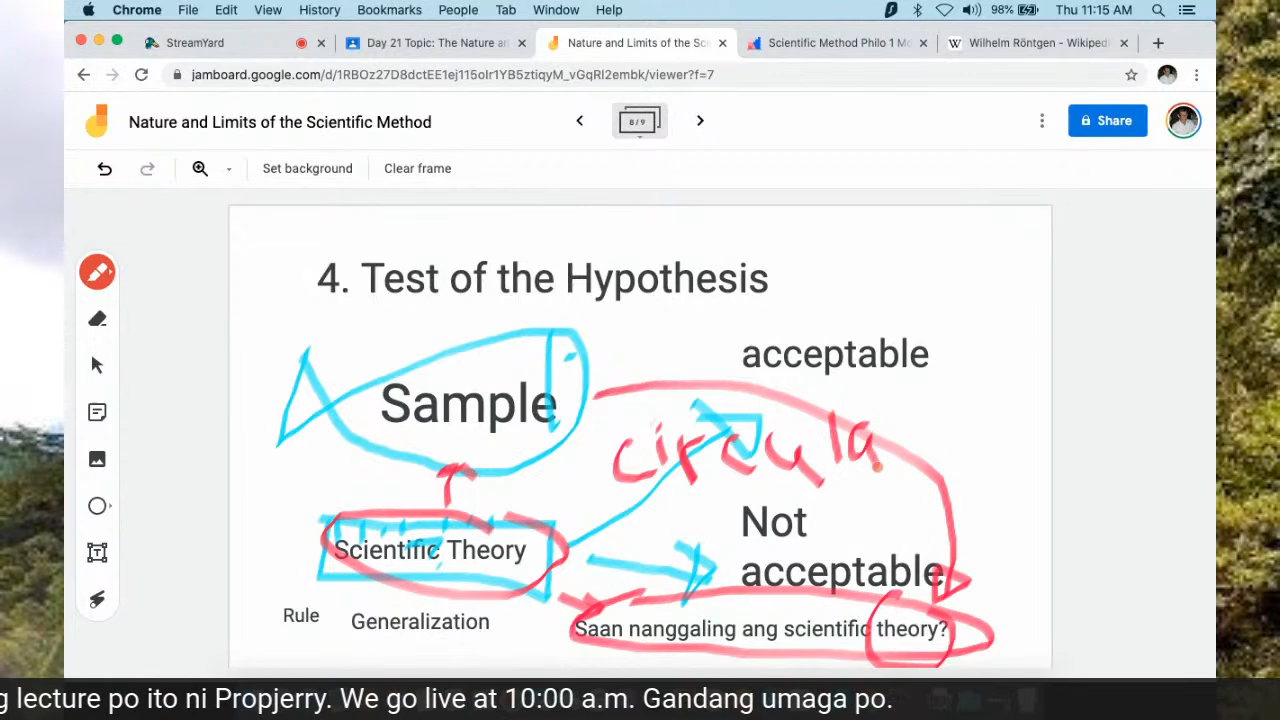 Chrome File Edit View History Bookmarks People Tab Window Help 98% Thu 11:15 AM
StreamYard
Day 21 Topic: The Nature an
Nature and Limits of the Sc
Scientific Method Philo 1 Mo
Wilhelm Röntgen - Wikiped
jamboard.google.com/d/1RBOz27D8dctEE1ej115oIr1YB5ztiqyM_vGqRl2embk/viewer?f=7
Nature and Limits of the Scientific Method
8/9
Share
Set background Clear frame
4. Test of the Hypothesis
acceptable
Sample
circula
Not
acceptable
Scientific Theory
Rule Generalization
Saan nanggaling ang scientific theory?
g lecture po ito ni Propjerry. We go live at 10:00 a.m. Gandang umaga po.